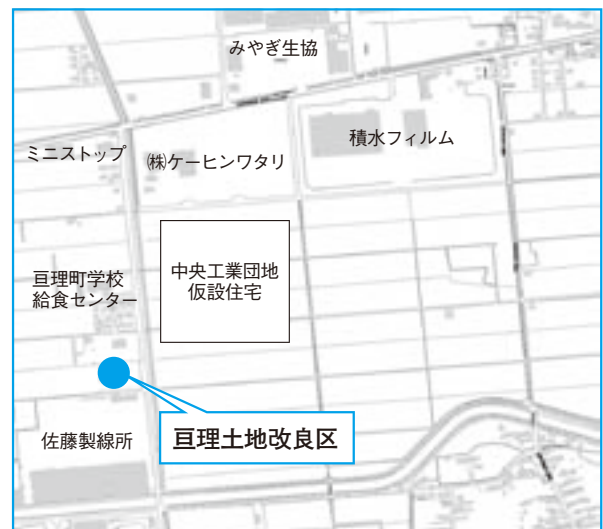 みやぎ生協
積水フィルム
ミニストップ
㈱ケーヒンワタリ
中央工業団地
仮設住宅
亘理町学校
給食センター
亘理土地改良区
佐藤製線所